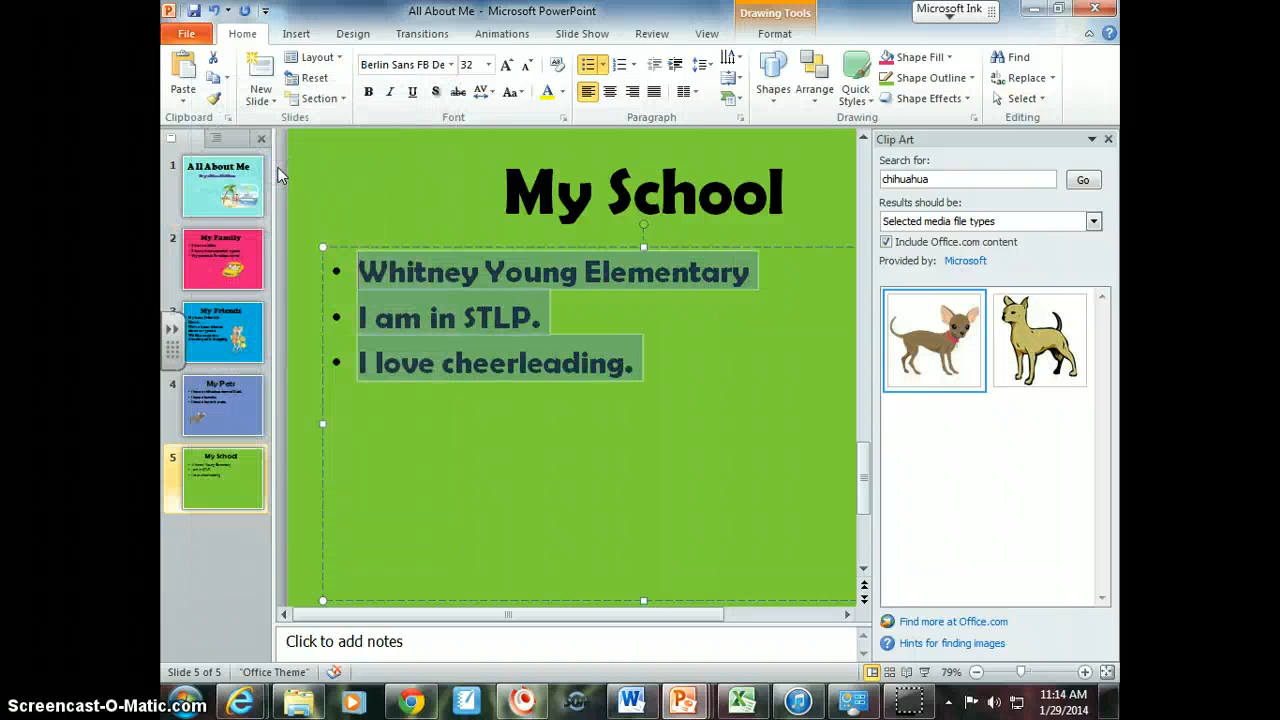 All About Me - Microsoft PowerPoint
Drawing Tools
Microsoft Ink
File Home Insert Design Transitions Animations Slide Show Review View Format
Paste
Clipboard
New Slide
Layout
Reset
Section
Slides
Berlin Sans FB De 32
Font
Paragraph
Shapes Arrange Quick Styles
Shape Fill
Shape Outline
Shape Effects
Drawing
Find
Replace
Select
Editing
1
All About Me
2
My Family
3
My Friends
4
My Pets
5
My School
My School
• Whitney Young Elementary
• I am in STLP.
• I love cheerleading.
Click to add notes
Clip Art
Search for:
chihuahua Go
Results should be:
Selected media file types
Include Office.com content
Provided by: Microsoft
Find more at Office.com
Hints for finding images
Slide 5 of 5 "Office Theme" 79%
11:14 AM
1/29/2014
Screencast-O-Matic.com